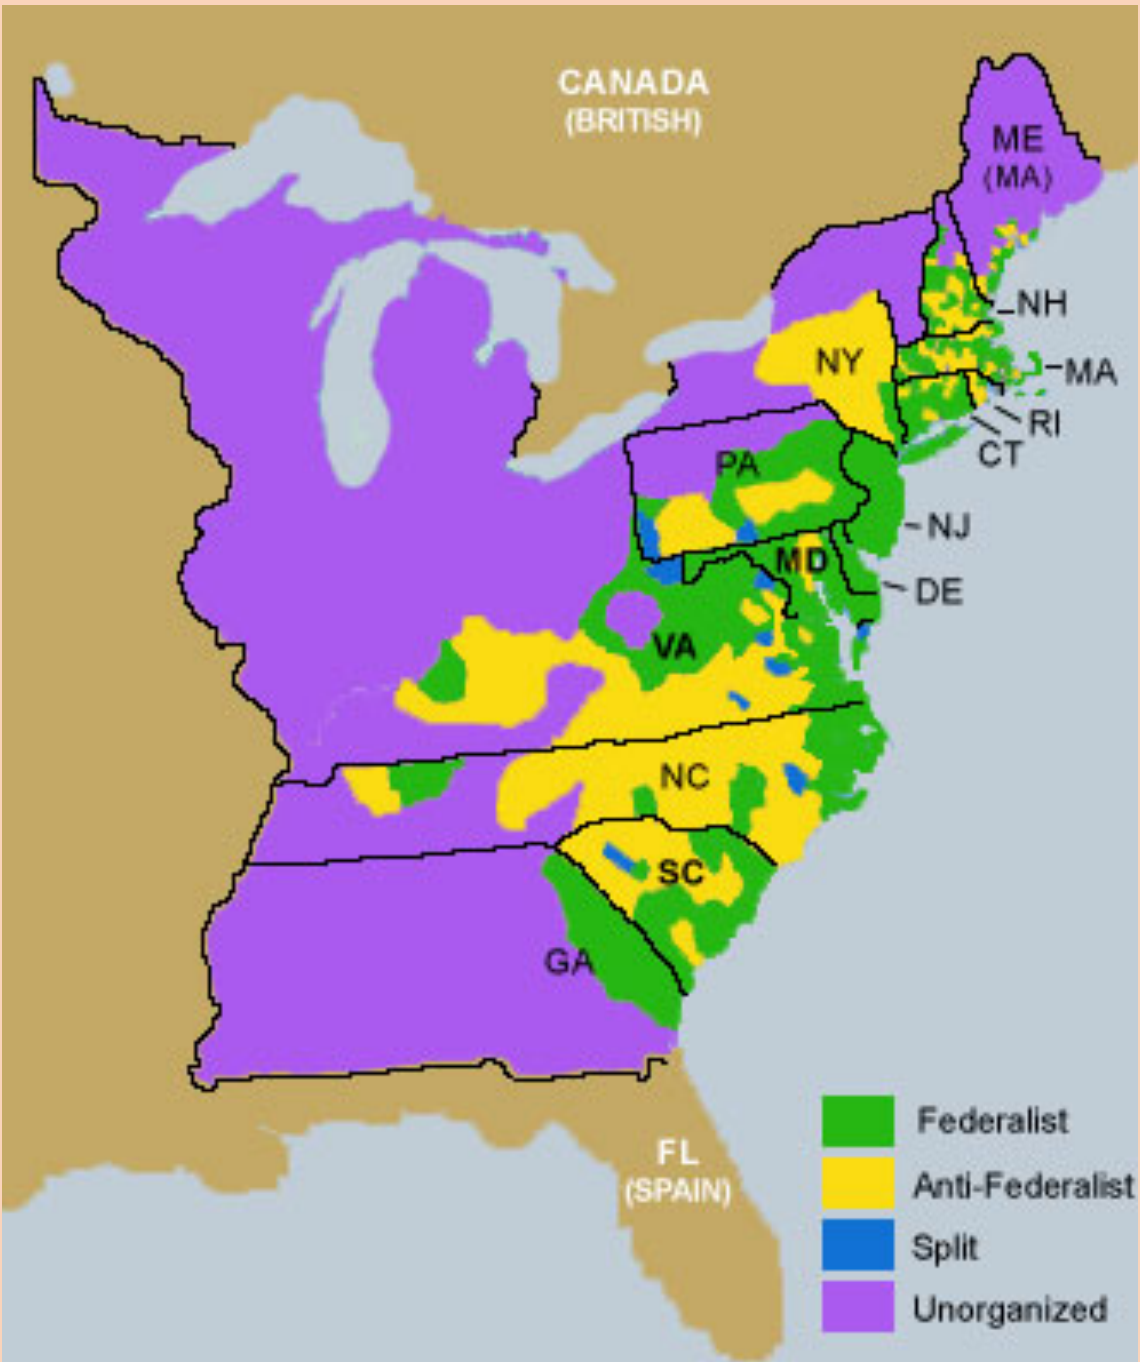 CANADA
(BRITISH)
ME
(MA)
NH
NY
MA
RI
CT
PA
NJ
MD
DE
VA
NC
SC
GA
FL
(SPAIN)
Federalist
Anti-Federalist
Split
Unorganized